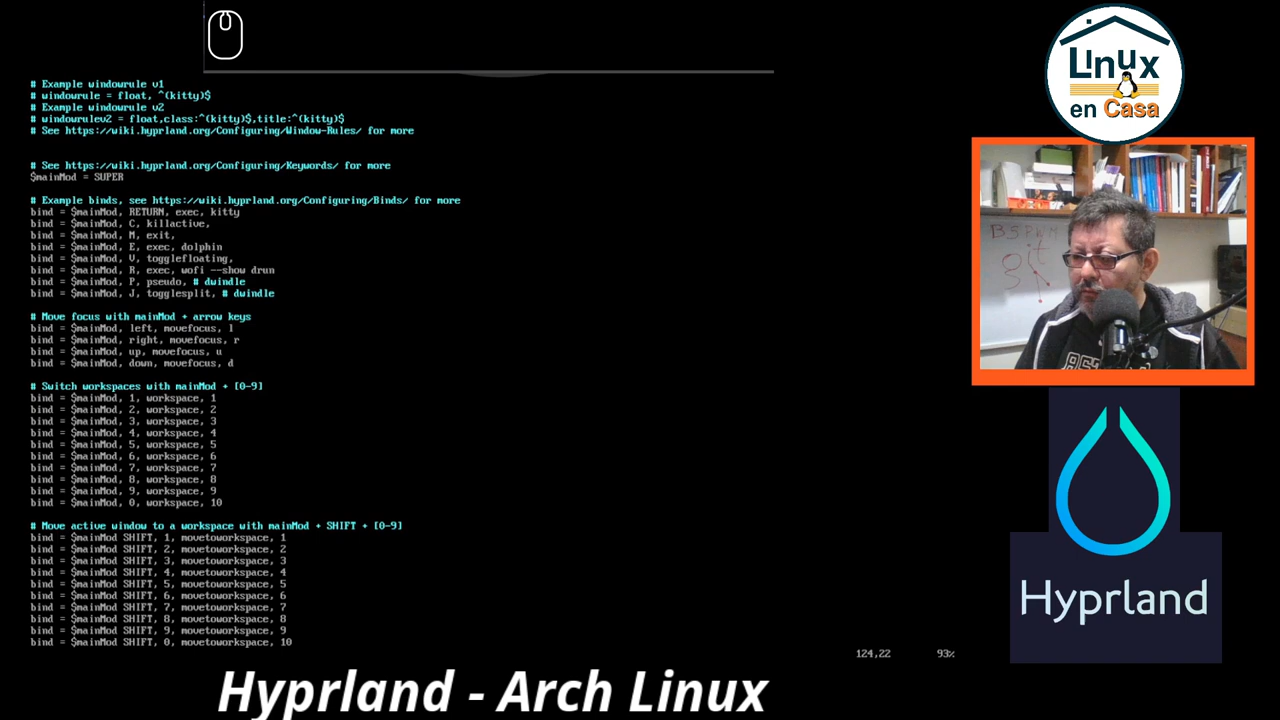 # Example windowrule v1
# windowrule = float, ^(kitty)$
# Example windowrule v2
# windowrulev2 = float,class:^(kitty)$,title:^(kitty)$
# See https://wiki.hyprland.org/Configuring/Window-Rules/ for more
# See https://wiki.hyprland.org/Configuring/Keywords/ for more
$mainMod = SUPER
# Example binds, see https://wiki.hyprland.org/Configuring/Binds/ for more
bind = $mainMod, RETURN, exec, kitty
bind = $mainMod, C, killactive,
bind = $mainMod, M, exit,
bind = $mainMod, E, exec, dolphin
bind = $mainMod, V, togglefloating,
bind = $mainMod, R, exec, wofi --show drun
bind = $mainMod, P, pseudo, # dwindle
bind = $mainMod, J, togglesplit, # dwindle
# Move focus with mainMod + arrow keys
bind = $mainMod, left, movefocus, l
bind = $mainMod, right, movefocus, r
bind = $mainMod, up, movefocus, u
bind = $mainMod, down, movefocus, d
# Switch workspaces with mainMod + [0-9]
bind = $mainMod, 1, workspace, 1
bind = $mainMod, 2, workspace, 2
bind = $mainMod, 3, workspace, 3
bind = $mainMod, 4, workspace, 4
bind = $mainMod, 5, workspace, 5
bind = $mainMod, 6, workspace, 6
bind = $mainMod, 7, workspace, 7
bind = $mainMod, 8, workspace, 8
bind = $mainMod, 9, workspace, 9
bind = $mainMod, 0, workspace, 10
# Move active window to a workspace with mainMod + SHIFT + [0-9]
bind = $mainMod SHIFT, 1, movetoworkspace, 1
bind = $mainMod SHIFT, 2, movetoworkspace, 2
bind = $mainMod SHIFT, 3, movetoworkspace, 3
bind = $mainMod SHIFT, 4, movetoworkspace, 4
bind = $mainMod SHIFT, 5, movetoworkspace, 5
bind = $mainMod SHIFT, 6, movetoworkspace, 6
bind = $mainMod SHIFT, 7, movetoworkspace, 7
bind = $mainMod SHIFT, 8, movetoworkspace, 8
bind = $mainMod SHIFT, 9, movetoworkspace, 9
bind = $mainMod SHIFT, 0, movetoworkspace, 10
124,22 93%
Hyprland - Arch Linux
Linux
en Casa
BSPWM
git
Hyprland